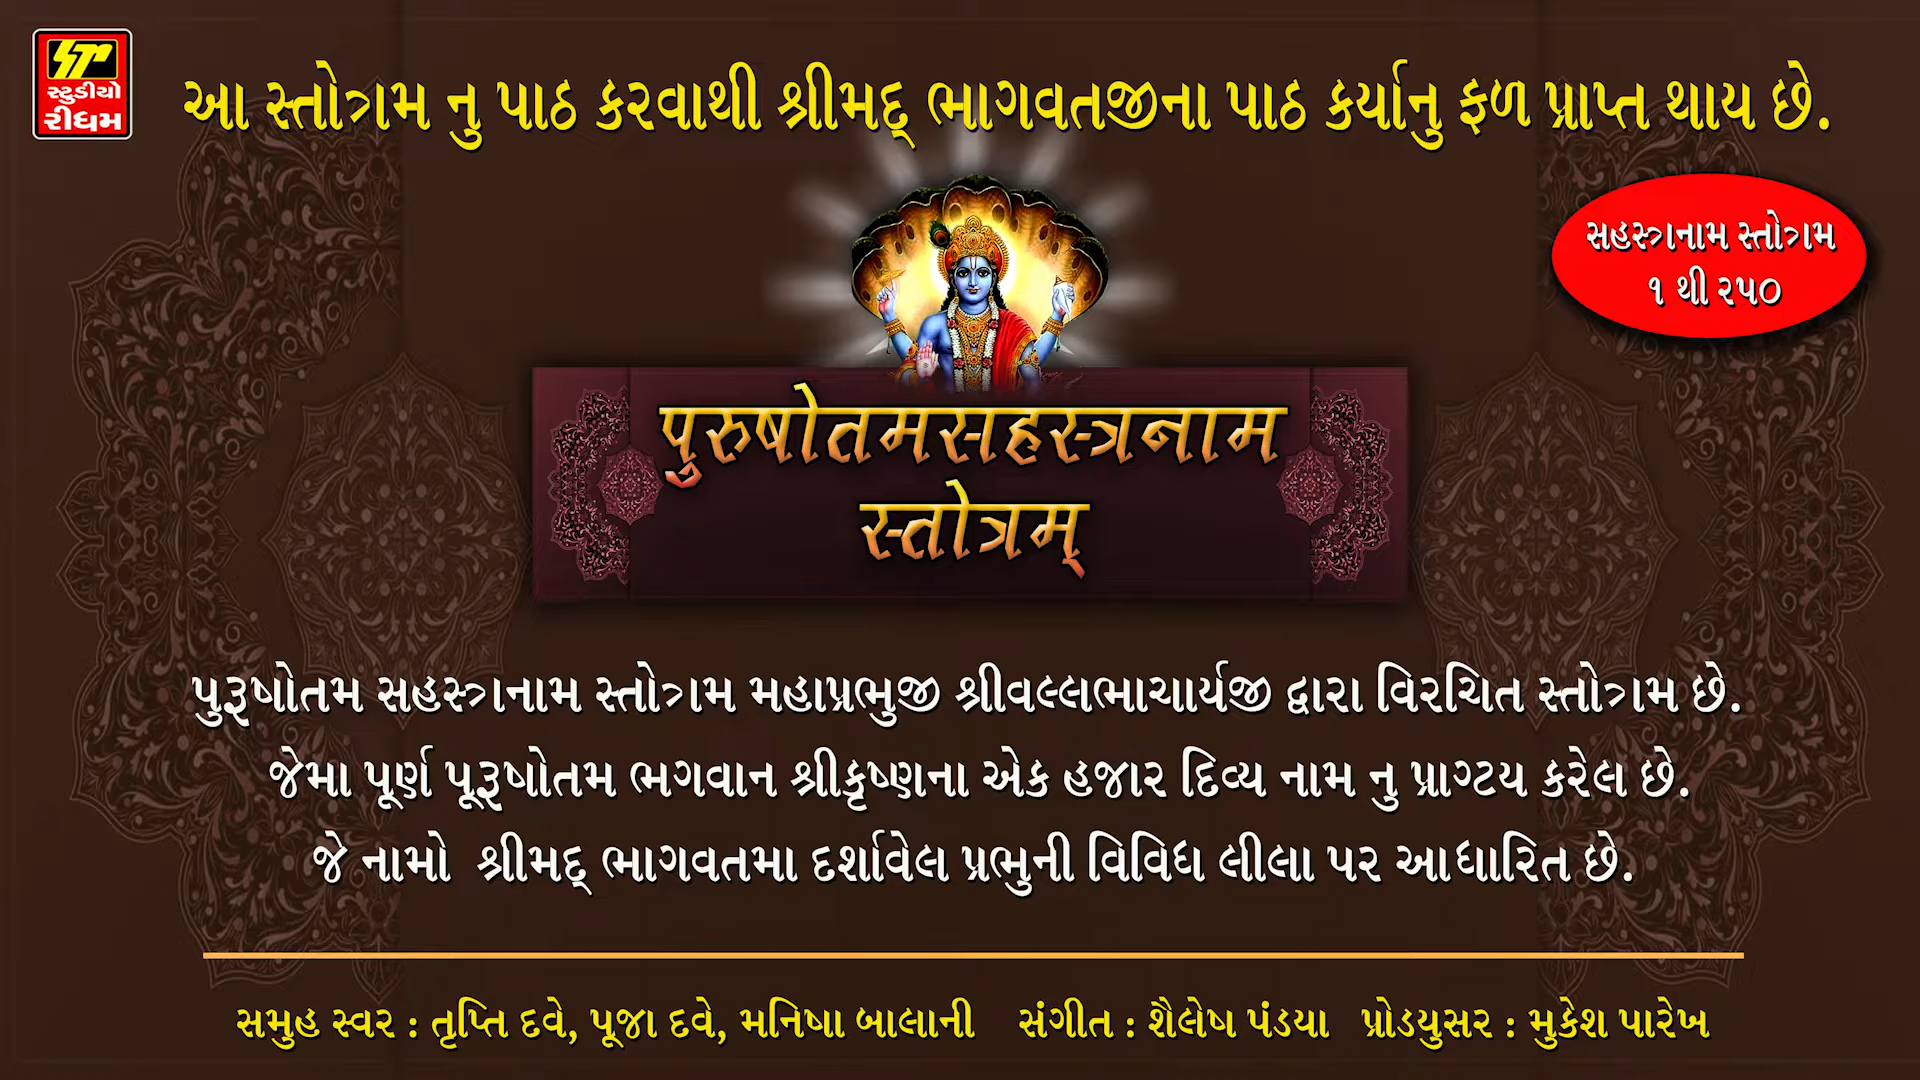 સ્ટુડીયો
રીધમ
આ સ્તોત્રામ નુ પાઠ કરવાથી શ્રીમદ્ ભાગવતજીના પાઠ કર્યાનુ ફળ પ્રાપ્ત થાય છે.
સહસ્ત્રાનામ સ્તોત્રામ
૧ થી ૨૫૦
पुरुषोतमसहस्त्रनाम
स्तोत्रम्
પુરૂષોતમ સહસ્ત્રાનામ સ્તોત્રામ મહાપ્રભુજી શ્રીવલ્લભાચાર્યજી દ્વારા વિરચિત સ્તોત્રામ છે.
જેમા પૂર્ણ પૂરૂષોતમ ભગવાન શ્રીકૃષ્ણના એક હજાર દિવ્ય નામ નુ પ્રાગ્ટય કરેલ છે.
જે નામો શ્રીમદ્ ભાગવતમા દર્શાવેલ પ્રભુની વિવિધ લીલા પર આધારિત છે.
સમુહ સ્વર : તૃપ્તિ દવે, પૂજા દવે, મનિષા બાલાની સંગીત : શૈલેષ પંડયા પ્રોડયુસર : મુકેશ પારેખ